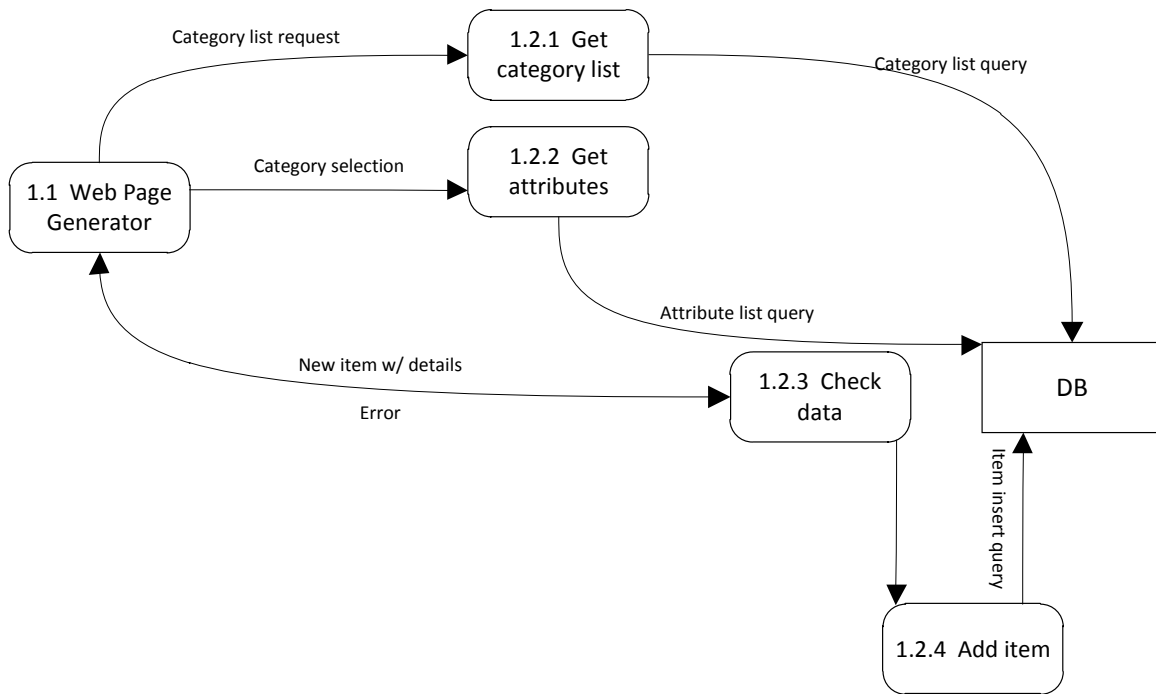 Category list request
1.2.1 Get
category list
Category list query
1.1 Web Page
Generator
Category selection
1.2.2 Get
attributes
Attribute list query
New item w/ details
Error
1.2.3 Check
data
DB
Item insert
query
1.2.4 Add item